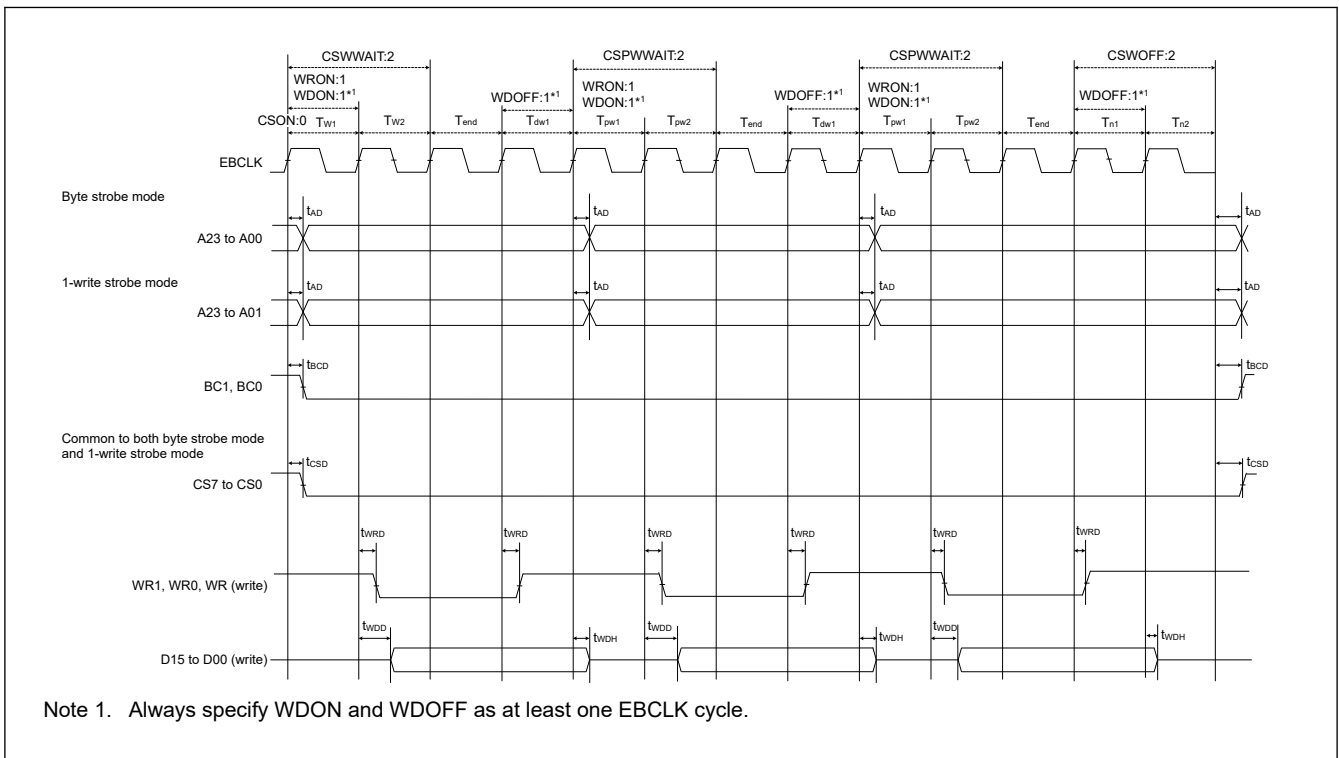 CSWWAIT:2 CSPWWAIT:2 CSPWWAIT:2 CSWOFF:2
WRON:1 WRON:1 WRON:1
WDON:1*1 WDOFF:1*1 WDON:1*1 WDOFF:1*1 WDON:1*1 WDOFF:1*1
CSON:0 TW1 TW2 Tend Tdw1 Tpw1 Tpw2 Tend Tdw1 Tpw1 Tpw2 Tend Tn1 Tn2
EBCLK
Byte strobe mode
tAD tAD tAD tAD
A23 to A00
1-write strobe mode
tAD tAD tAD tAD
A23 to A01
tBCD tBCD
BC1, BC0
Common to both byte strobe mode
and 1-write strobe mode
tCSD tCSD
CS7 to CS0
tWRD tWRD tWRD tWRD tWRD tWRD
WR1, WR0, WR (write)
tWDD tWDH tWDD tWDH tWDD tWDH
D15 to D00 (write)
Note 1. Always specify WDON and WDOFF as at least one EBCLK cycle.